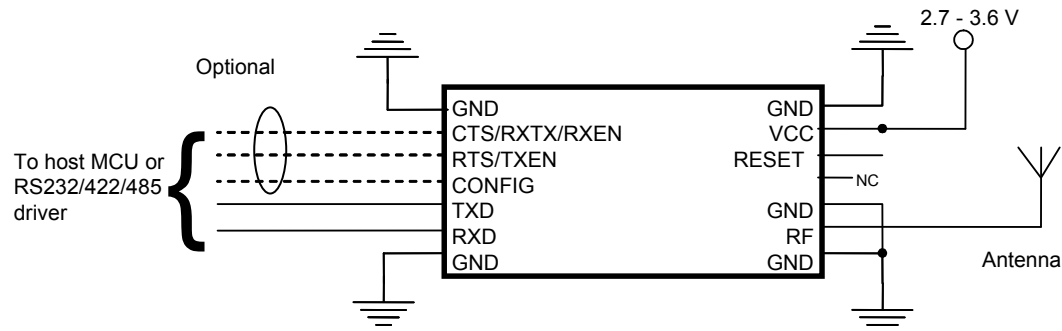 2.7 - 3.6 V
Optional
GND
CTS/RXTX/RXEN
RTS/TXEN
CONFIG
TXD
RXD
GND
GND
VCC
RESET
NC
GND
RF
GND
To host MCU or
RS232/422/485
driver
Antenna